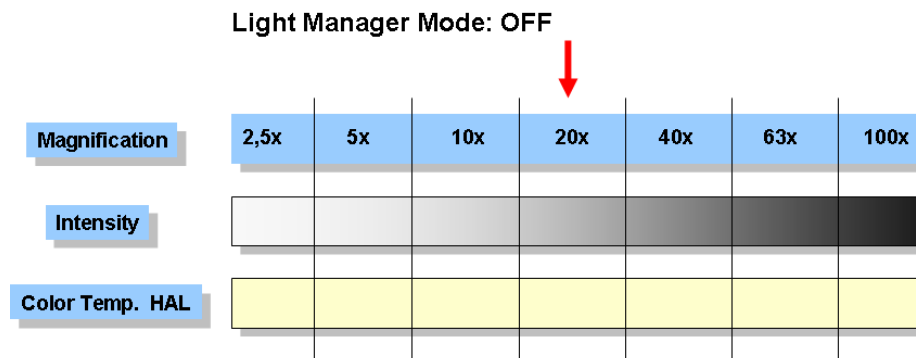 Light Manager Mode: OFF
Magnification 2,5x 5x 10x 20x 40x 63x 100x
Intensity
Color Temp. HAL